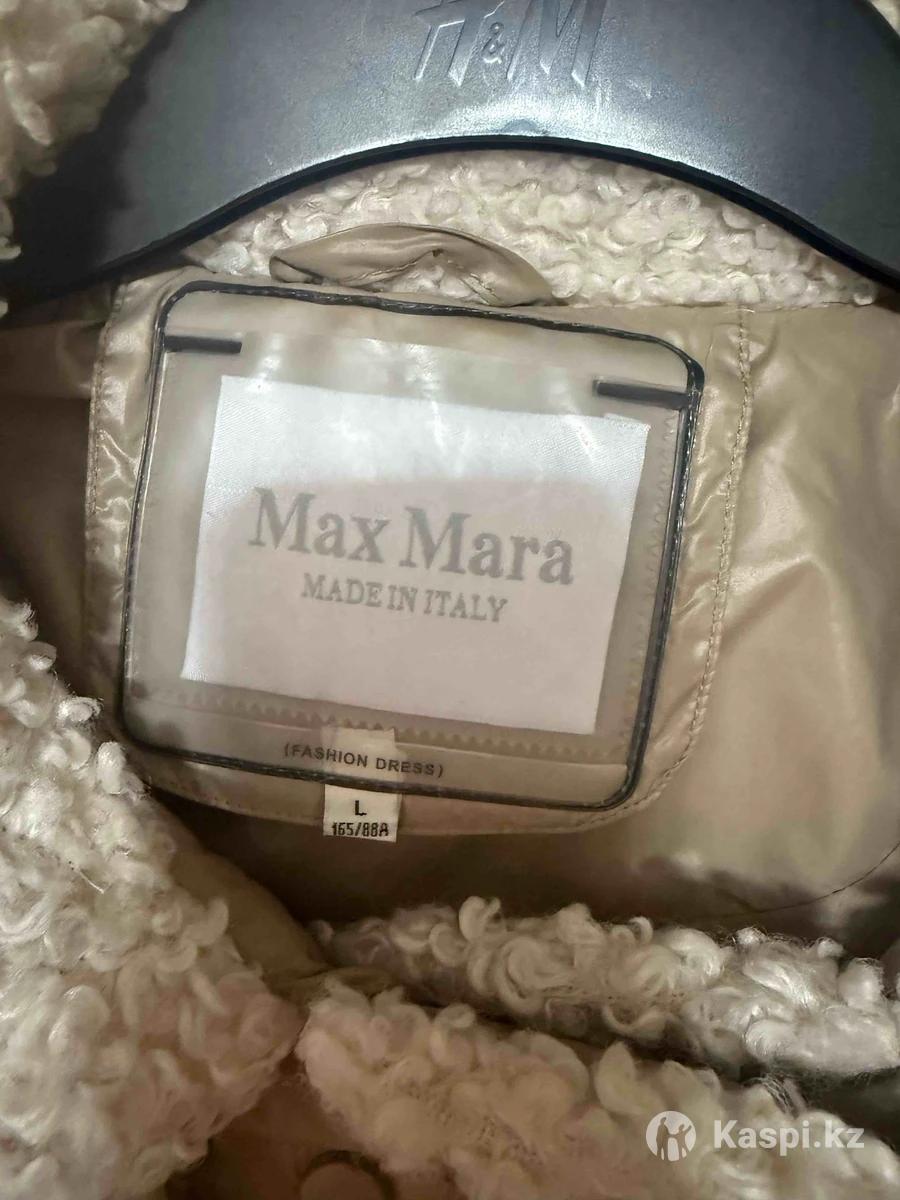 H&M
Max Mara
MADE IN ITALY
(FASHION DRESS)
L
165/88A
Kaspi.kz